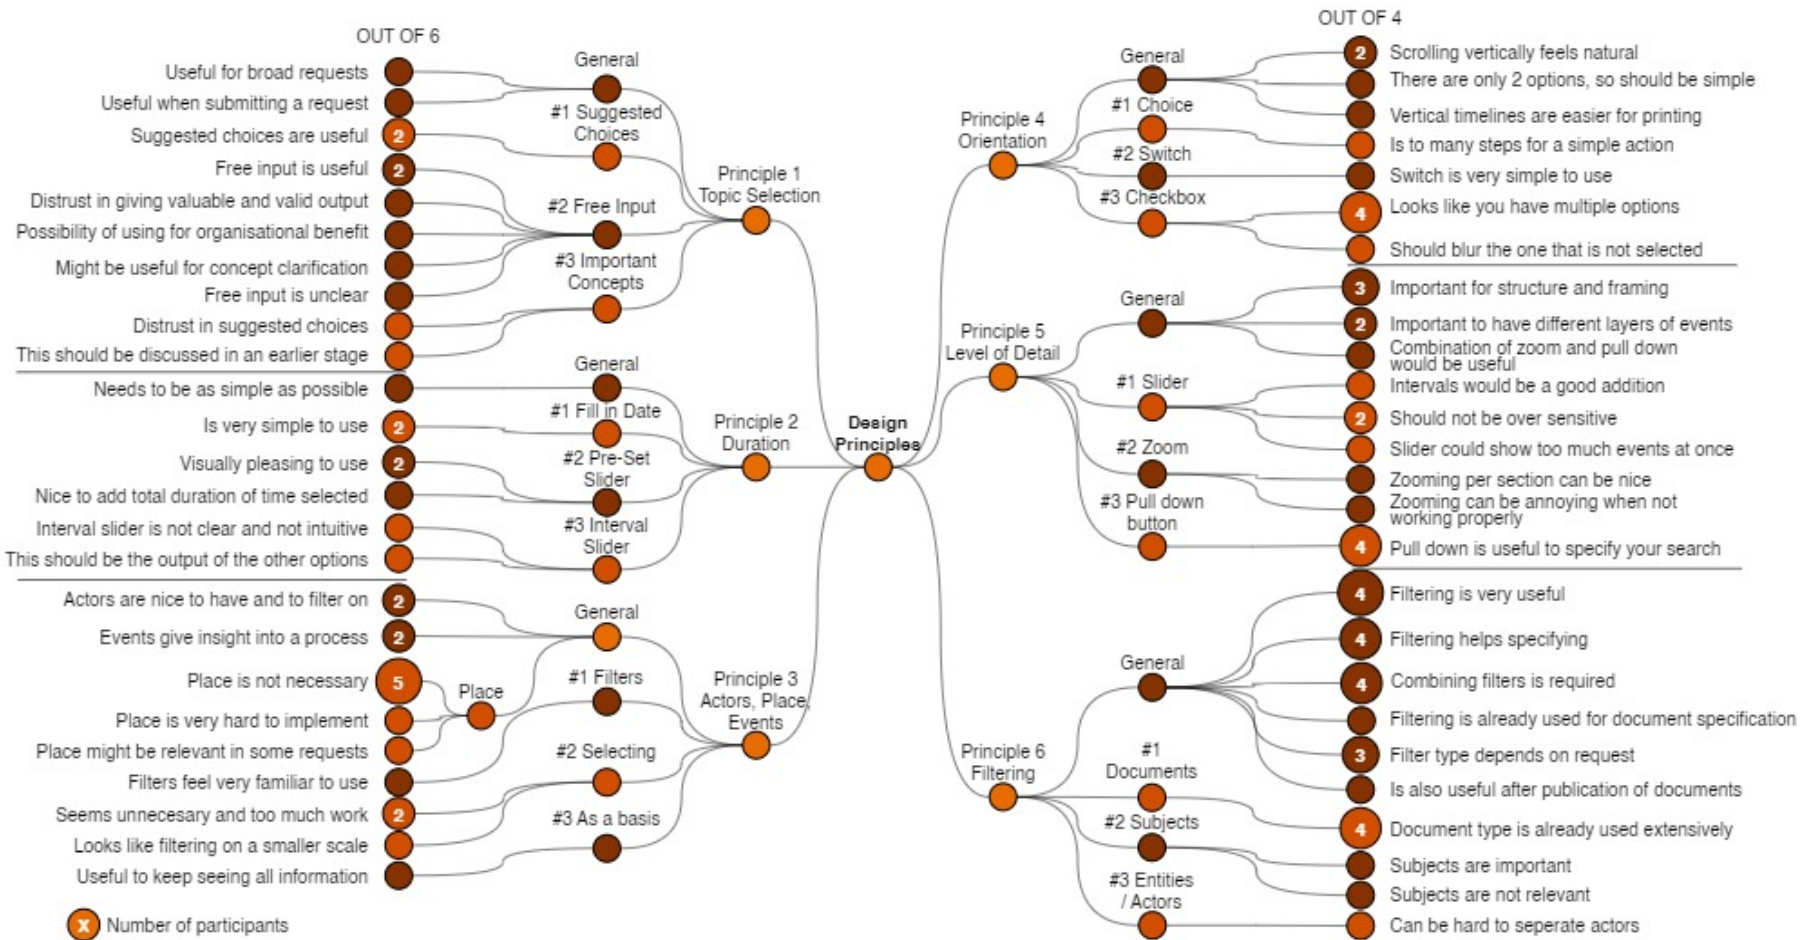 OUT OF 6
Useful for broad requests
Useful when submitting a request
Suggested choices are useful
2
Free input is useful
2
Distrust in giving valuable and valid output
Possibility of using for organisational benefit
Might be useful for concept clarification
Free input is unclear
Distrust in suggested choices
This should be discussed in an earlier stage
Needs to be as simple as possible
Is very simple to use
2
Visually pleasing to use
2
Nice to add total duration of time selected
Interval slider is not clear and not intuitive
This should be the output of the other options
Actors are nice to have and to filter on
2
Events give insight into a process
2
Place is not necessary
5
Place is very hard to implement
Place might be relevant in some requests
Filters feel very familiar to use
Seems unnecesary and too much work
2
Looks like filtering on a smaller scale
Useful to keep seeing all information
X
Number of participants
General
#1 Suggested
Choices
#2 Free Input
#3 Important
Concepts
General
#1 Fill in Date
#2 Pre-Set
Slider
#3 Interval
Slider
General
Place
#1 Filters
#2 Selecting
#3 As a basis
Principle 1
Topic Selection
Principle 2
Duration
Principle 3
Actors, Place,
Events
Design
Principles
Principle 4
Orientation
Principle 5
Level of Detail
Principle 6
Filtering
General
#1 Choice
#2 Switch
#3 Checkbox
General
#1 Slider
#2 Zoom
#3 Pull down
button
General
#1
Documents
#2 Subjects
#3 Entities
/ Actors
OUT OF 4
2
Scrolling vertically feels natural
There are only 2 options, so should be simple
Vertical timelines are easier for printing
Is to many steps for a simple action
Switch is very simple to use
4
Looks like you have multiple options
Should blur the one that is not selected
3
Important for structure and framing
2
Important to have different layers of events
Combination of zoom and pull down
would be useful
Intervals would be a good addition
2
Should not be over sensitive
Slider could show too much events at once
Zooming per section can be nice
Zooming can be annoying when not
working properly
4
Pull down is useful to specify your search
4
Filtering is very useful
4
Filtering helps specifying
4
Combining filters is required
Filtering is already used for document specification
3
Filter type depends on request
Is also useful after publication of documents
4
Document type is already used extensively
Subjects are important
Subjects are not relevant
Can be hard to seperate actors